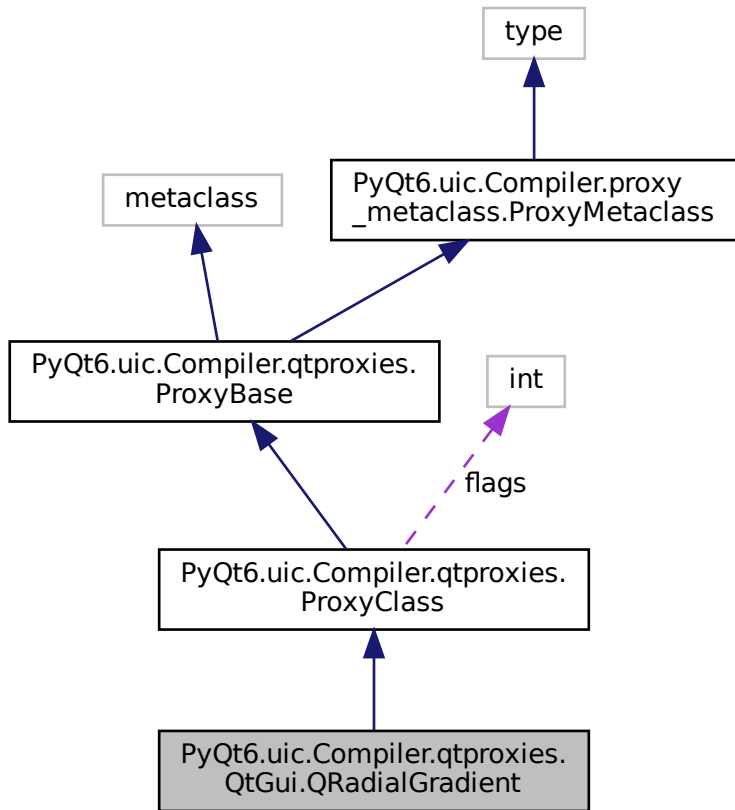 type
PyQt6.uic.Compiler.proxy
_metaclass.ProxyMetaclass
metaclass
PyQt6.uic.Compiler.qtproxies.
ProxyBase
int
flags
PyQt6.uic.Compiler.qtproxies.
ProxyClass
PyQt6.uic.Compiler.qtproxies.
QtGui.QRadialGradient